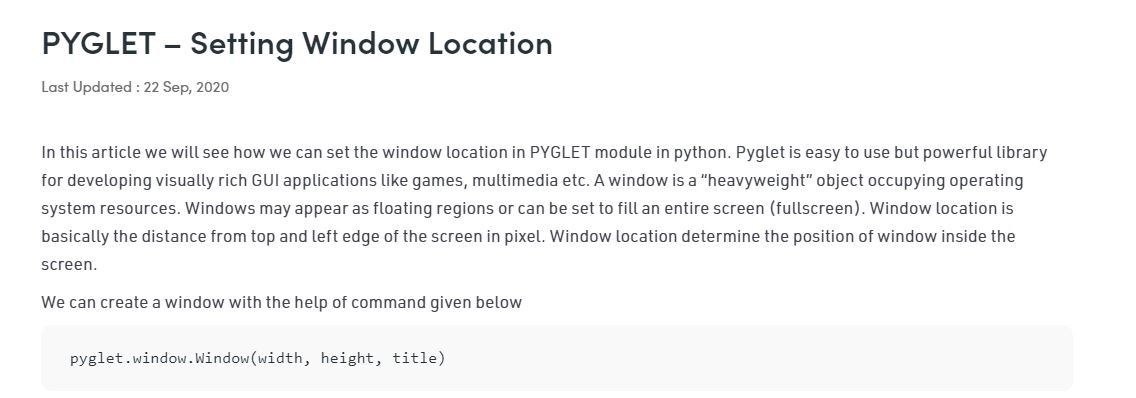 PYGLET – Setting Window Location
Last Updated : 22 Sep, 2020
In this article we will see how we can set the window location in PYGLET module in python. Pyglet is easy to use but powerful library
for developing visually rich GUI applications like games, multimedia etc. A window is a “heavyweight” object occupying operating
system resources. Windows may appear as floating regions or can be set to fill an entire screen (fullscreen). Window location is
basically the distance from top and left edge of the screen in pixel. Window location determine the position of window inside the
screen.
We can create a window with the help of command given below
pyglet.window.Window(width, height, title)